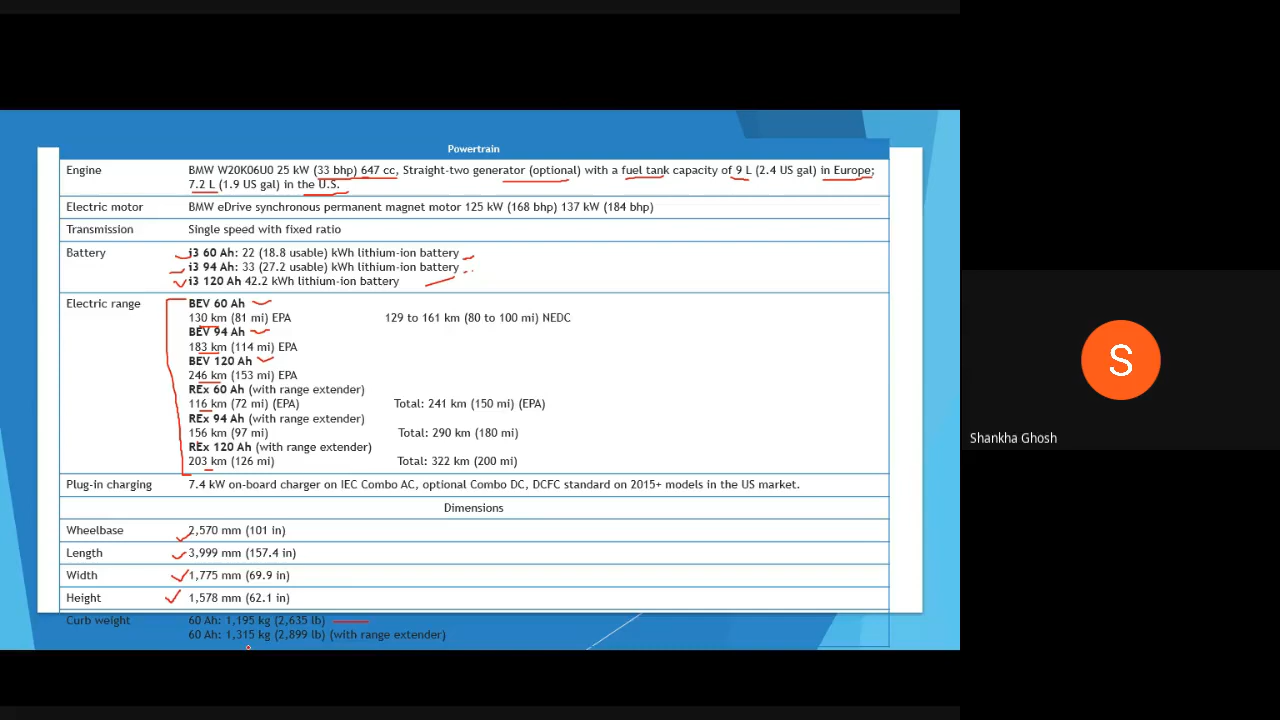 Powertrain
Engine BMW W20K06U0 25 kW (33 bhp) 647 cc, Straight-two generator (optional) with a fuel tank capacity of 9 L (2.4 US gal) in Europe;
7.2 L (1.9 US gal) in the U.S.
Electric motor BMW eDrive synchronous permanent magnet motor 125 kW (168 bhp) 137 kW (184 bhp)
Transmission Single speed with fixed ratio
Battery i3 60 Ah: 22 (18.8 usable) kWh lithium-ion battery
i3 94 Ah: 33 (27.2 usable) kWh lithium-ion battery
i3 120 Ah 42.2 kWh lithium-ion battery
Electric range BEV 60 Ah
130 km (81 mi) EPA 129 to 161 km (80 to 100 mi) NEDC
BEV 94 Ah
183 km (114 mi) EPA
BEV 120 Ah
246 km (153 mi) EPA
REx 60 Ah (with range extender)
116 km (72 mi) (EPA) Total: 241 km (150 mi) (EPA)
REx 94 Ah (with range extender)
156 km (97 mi) Total: 290 km (180 mi)
REx 120 Ah (with range extender)
203 km (126 mi) Total: 322 km (200 mi)
Plug-in charging 7.4 kW on-board charger on IEC Combo AC, optional Combo DC, DCFC standard on 2015+ models in the US market.
Dimensions
Wheelbase 2,570 mm (101 in)
Length 3,999 mm (157.4 in)
Width 1,775 mm (69.9 in)
Height 1,578 mm (62.1 in)
Curb weight 60 Ah: 1,195 kg (2,635 lb)
60 Ah: 1,315 kg (2,899 lb) (with range extender)
S
Shankha Ghosh